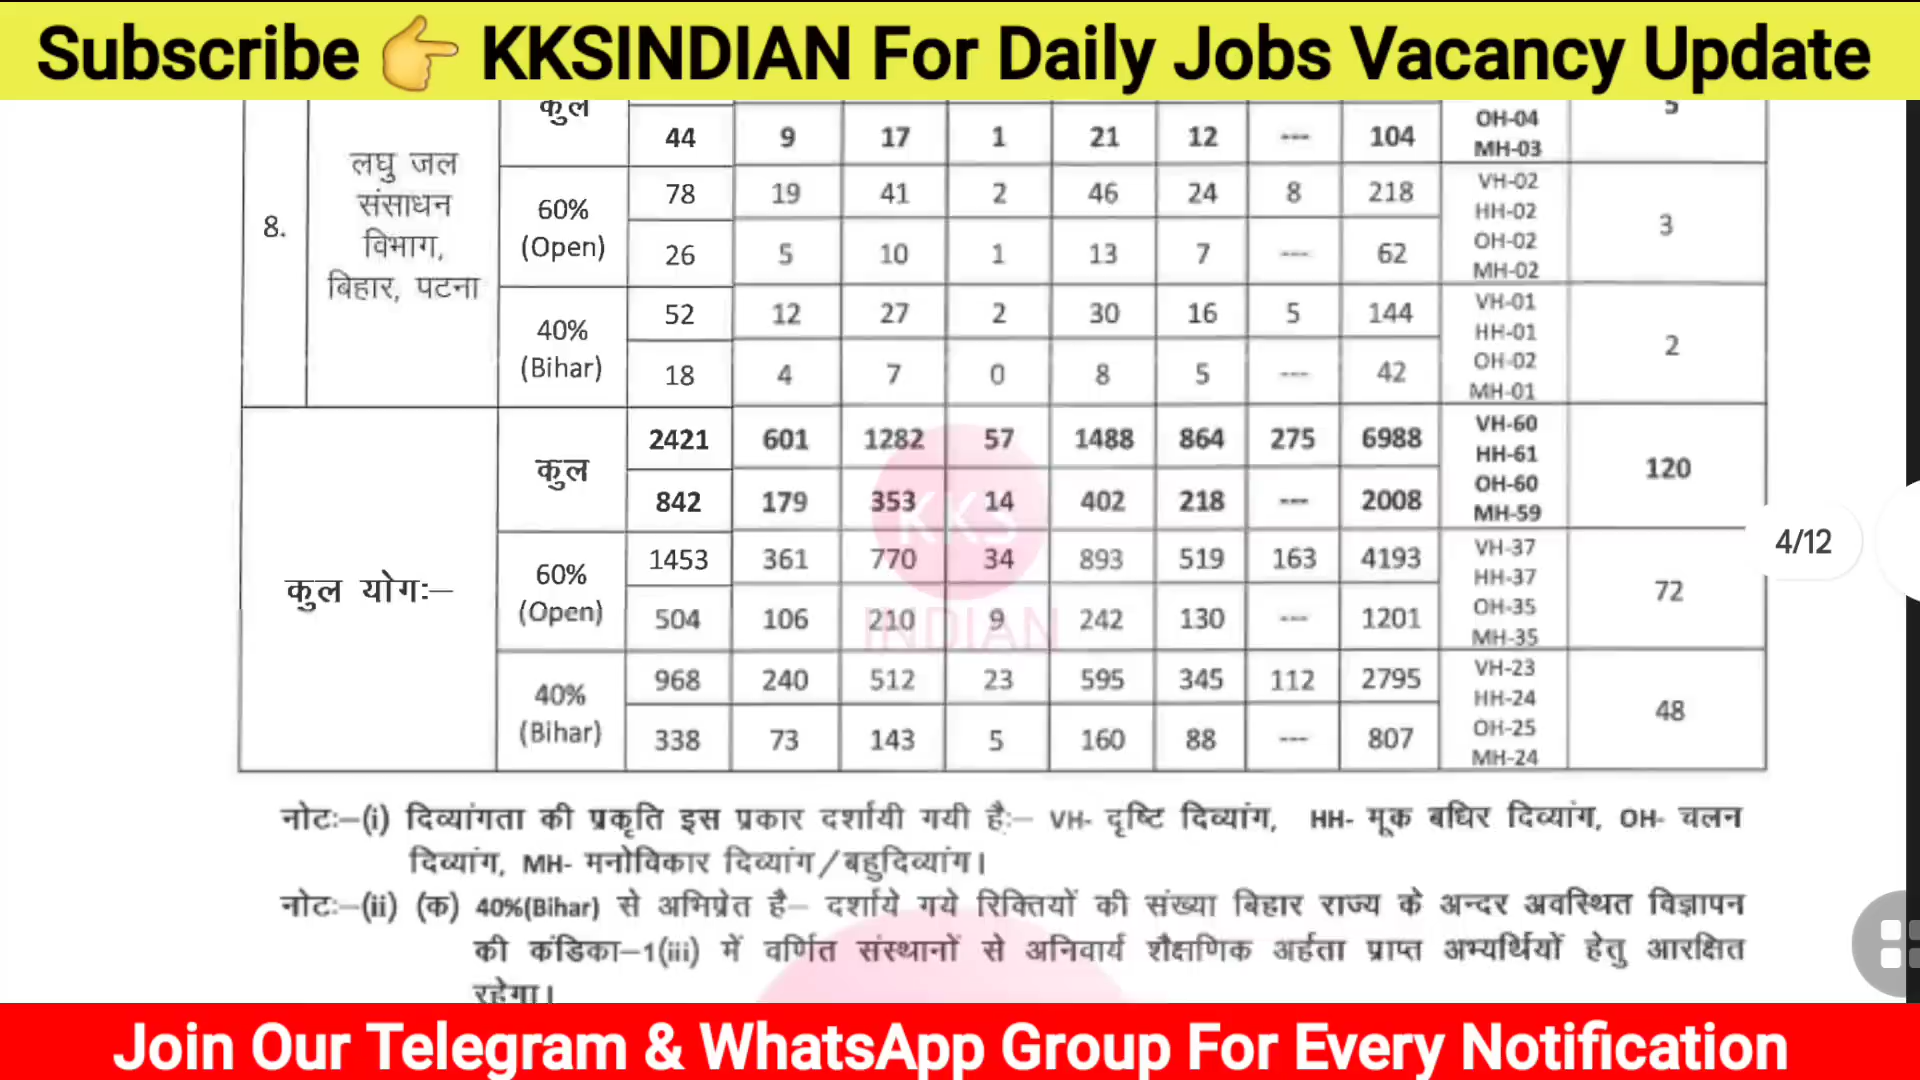 Subscribe 👉 KKSINDIAN For Daily Jobs Vacancy Update
कुल
44 9 17 1 21 12 --- 104 OH-04 MH-03 5
8. लघु जल संसाधन विभाग, बिहार, पटना
60% (Open) 78 19 41 2 46 24 8 218 VH-02 HH-02 OH-02 MH-02 3
26 5 10 1 13 7 --- 62
40% (Bihar) 52 12 27 2 30 16 5 144 VH-01 HH-01 OH-02 MH-01 2
18 4 7 0 8 5 --- 42
कुल योगः–
कुल 2421 601 1282 57 1488 864 275 6988 VH-60 HH-61 OH-60 MH-59 120
842 179 353 14 402 218 --- 2008
60% (Open) 1453 361 770 34 893 519 163 4193 VH-37 HH-37 OH-35 MH-35 72
504 106 210 9 242 130 --- 1201
40% (Bihar) 968 240 512 23 595 345 112 2795 VH-23 HH-24 OH-25 MH-24 48
338 73 143 5 160 88 --- 807
KKS
INDIAN
4/12
नोटः–(i) दिव्यांगता की प्रकृति इस प्रकार दर्शायी गयी हैः– VH- दृष्टि दिव्यांग, HH- मूक बधिर दिव्यांग, OH- चलन
दिव्यांग, MH- मनोविकार दिव्यांग/बहुदिव्यांग।
नोटः–(ii) (क) 40%(Bihar) से अभिप्रेत है– दर्शाये गये रिक्तियों की संख्या बिहार राज्य के अन्दर अवस्थित विज्ञापन
की कंडिका–1(iii) में वर्णित संस्थानों से अनिवार्य शैक्षणिक अर्हता प्राप्त अभ्यर्थियों हेतु आरक्षित
रहेगा।
Join Our Telegram & WhatsApp Group For Every Notification